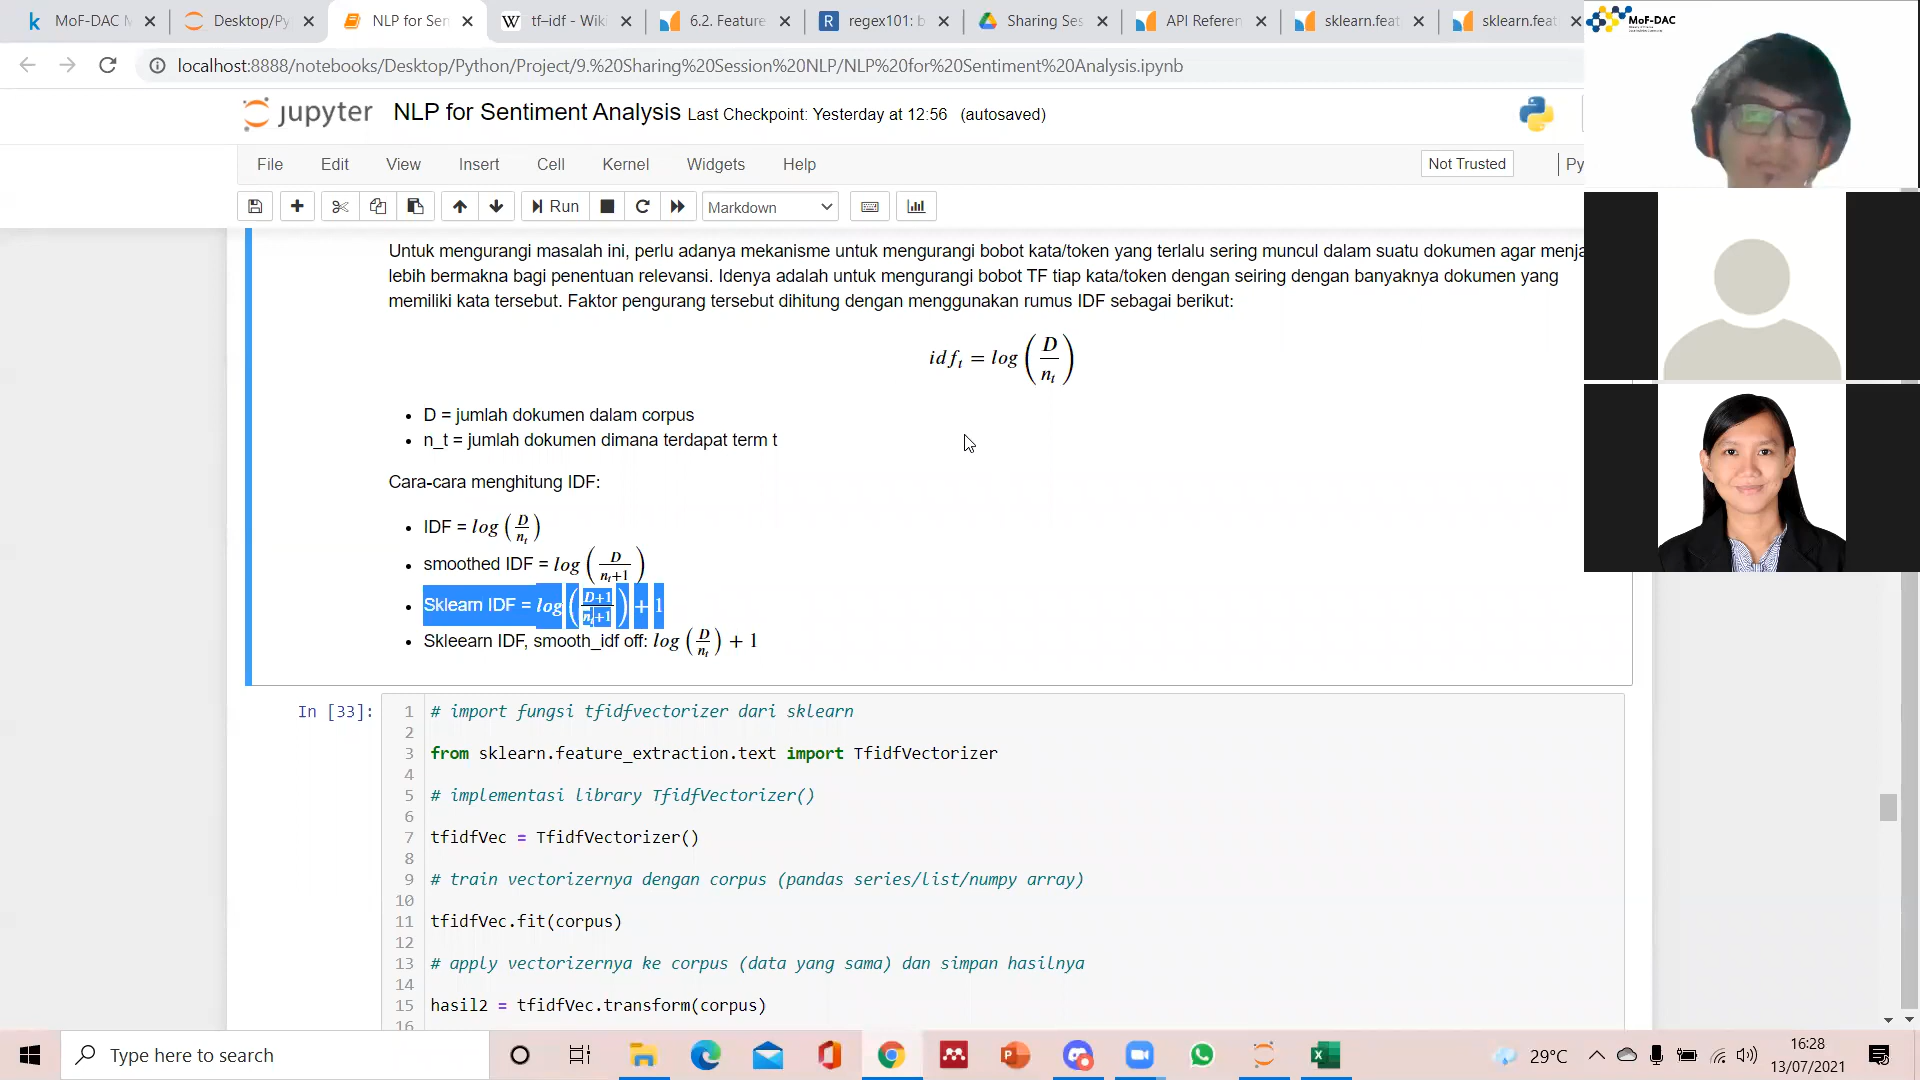 MoF-DAC M
Desktop/Py
NLP for Sen
tf–idf - Wiki
6.2. Feature
regex101: b
Sharing Ses
API Referen
sklearn.feat
sklearn.feat
MoF-DAC
localhost:8888/notebooks/Desktop/Python/Project/9.%20Sharing%20Session%20NLP/NLP%20for%20Sentiment%20Analysis.ipynb
jupyter NLP for Sentiment Analysis Last Checkpoint: Yesterday at 12:56 (autosaved)
File Edit View Insert Cell Kernel Widgets Help Not Trusted Py
Run Markdown
Untuk mengurangi masalah ini, perlu adanya mekanisme untuk mengurangi bobot kata/token yang terlalu sering muncul dalam suatu dokumen agar menja
lebih bermakna bagi penentuan relevansi. Idenya adalah untuk mengurangi bobot TF tiap kata/token dengan seiring dengan banyaknya dokumen yang
memiliki kata tersebut. Faktor pengurang tersebut dihitung dengan menggunakan rumus IDF sebagai berikut:
idf_t = log (D/n_t)
• D = jumlah dokumen dalam corpus
• n_t = jumlah dokumen dimana terdapat term t
Cara-cara menghitung IDF:
• IDF = log (D/n_t)
• smoothed IDF = log (D/n_t+1)
• Sklearn IDF = log (D+1/n_t+1) + 1
• Skleearn IDF, smooth_idf off: log (D/n_t) + 1
In [33]:
1 # import fungsi tfidfvectorizer dari sklearn
2
3 from sklearn.feature_extraction.text import TfidfVectorizer
4
5 # implementasi library TfidfVectorizer()
6
7 tfidfVec = TfidfVectorizer()
8
9 # train vectorizernya dengan corpus (pandas series/list/numpy array)
10
11 tfidfVec.fit(corpus)
12
13 # apply vectorizernya ke corpus (data yang sama) dan simpan hasilnya
14
15 hasil2 = tfidfVec.transform(corpus)
16
Type here to search
29°C
16:28
13/07/2021